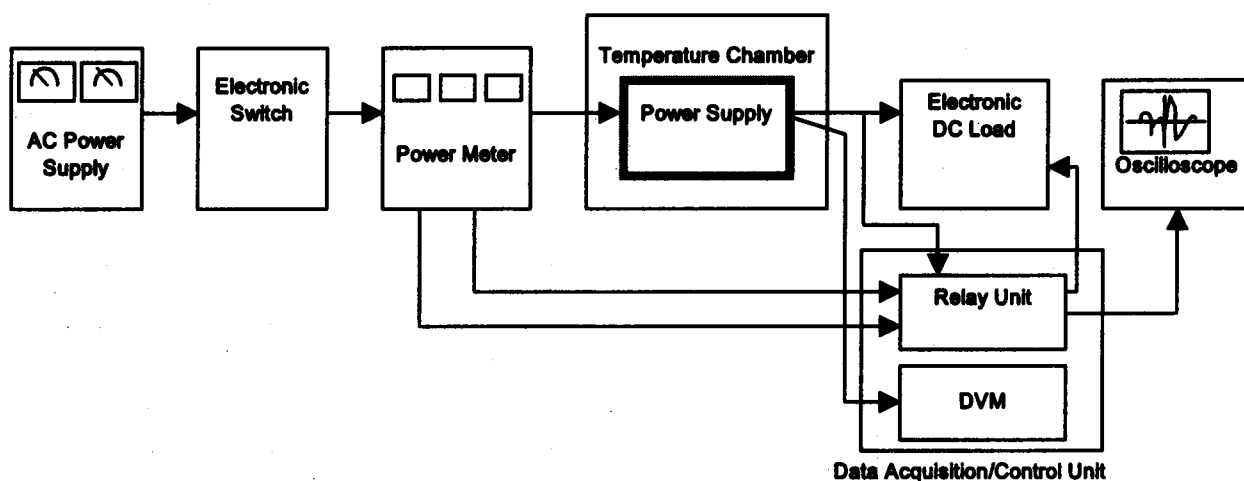 AC Power
Supply
Electronic
Switch
Power Meter
Temperature Chamber
Power Supply
Electronic
DC Load
Oscilloscope
Relay Unit
DVM
Data Acquisition/Control Unit